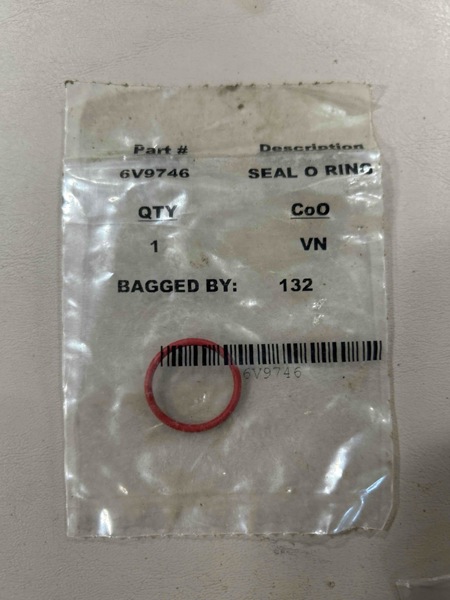 Part # Description
6V9746 SEAL O RING
QTY CoO
1 VN
BAGGED BY: 132
6V9746